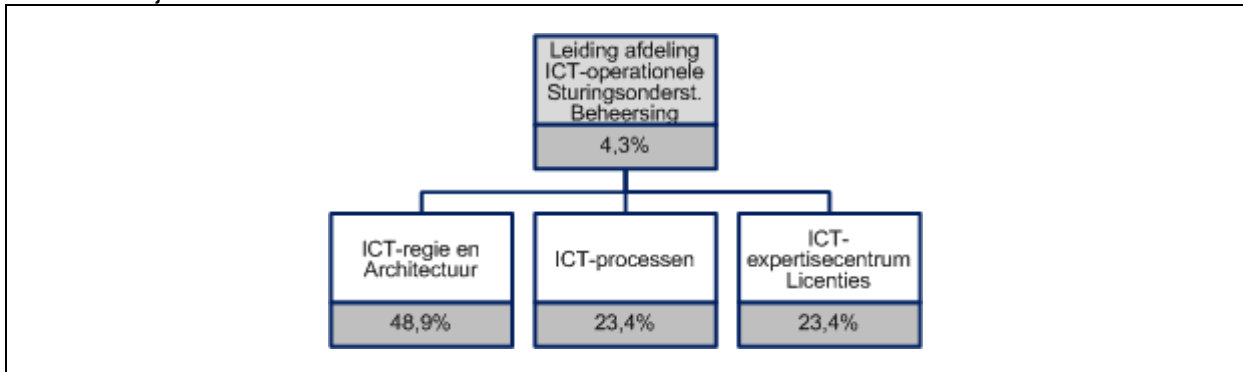 Leiding afdeling
ICT-operationele
Sturingsonderst.
Beheersing
4,3%
ICT-regie en
Architectuur
48,9%
ICT-processen
23,4%
ICT-
expertisecentrum
Licenties
23,4%